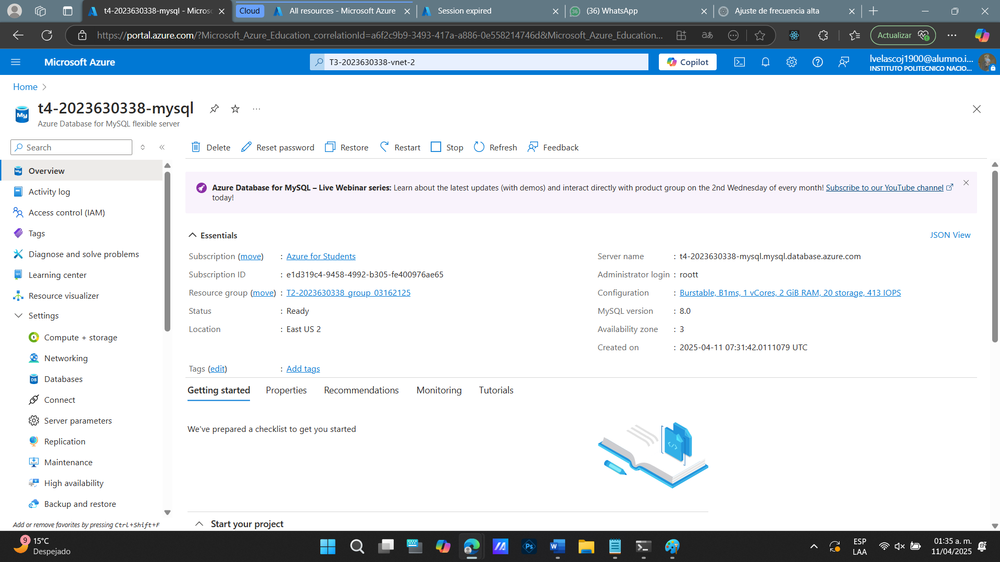 t4-2023630338-mysql - Microso
Cloud
All resources - Microsoft Azure
Session expired
36
(36) WhatsApp
Ajuste de frecuencia alta
https://portal.azure.com/?Microsoft_Azure_Education_correlationId=a6f2c9b9-3493-417a-a886-0e558214746d&Microsoft_Azure_Education...
aあ
Actualizar
Microsoft Azure
T3-2023630338-vnet-2
Copilot
lvelascoj1900@alumno.i...
INSTITUTO POLITECNICO NACIO...
Home
My
t4-2023630338-mysql
Azure Database for MySQL flexible server
Search
Delete
Reset password
Restore
Restart
Stop
Refresh
Feedback
Overview
Activity log
Access control (IAM)
Tags
Diagnose and solve problems
Learning center
Resource visualizer
Settings
Compute + storage
Networking
Databases
Connect
Server parameters
Replication
Maintenance
High availability
Backup and restore
Add or remove favorites by pressing Ctrl+Shift+F
Azure Database for MySQL – Live Webinar series: Learn about the latest updates (with demos) and interact directly with product group on the 2nd Wednesday of every month! Subscribe to our YouTube channel
today!
Essentials
JSON View
Subscription (move) : Azure for Students
Subscription ID : e1d319c4-9458-4992-b305-fe400976ae65
Resource group (move) : T2-2023630338_group_03162125
Status : Ready
Location : East US 2
Server name : t4-2023630338-mysql.mysql.database.azure.com
Administrator login : roott
Configuration : Burstable, B1ms, 1 vCores, 2 GiB RAM, 20 storage, 413 IOPS
MySQL version : 8.0
Availability zone : 3
Created on : 2025-04-11 07:31:42.0111079 UTC
Tags (edit) : Add tags
Getting started
Properties
Recommendations
Monitoring
Tutorials
We've prepared a checklist to get you started
Start your project
9
15°C
Despejado
Ps
W
ESP
LAA
01:35 a. m.
11/04/2025